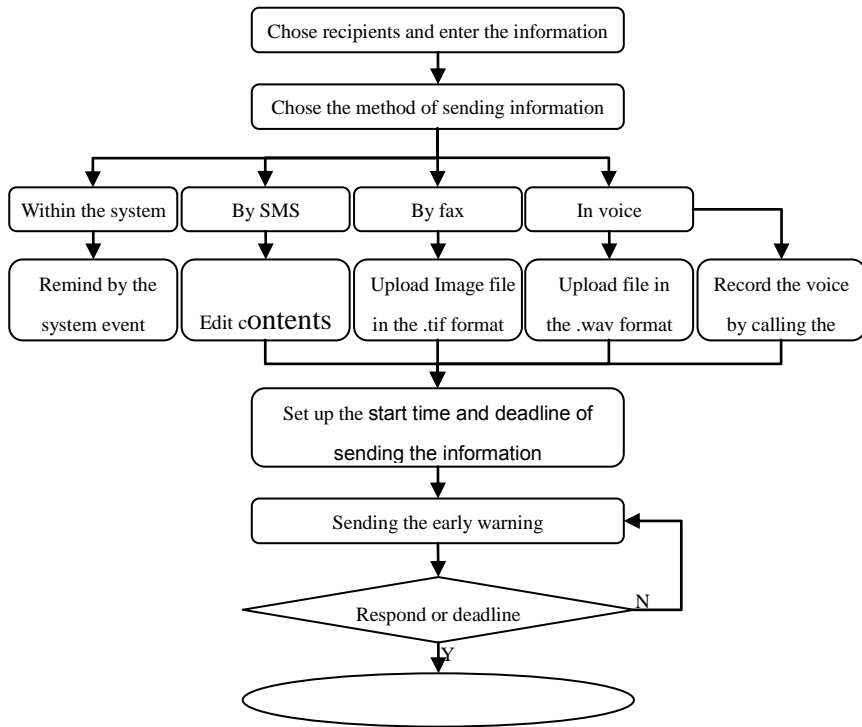 Chose recipients and enter the information
Chose the method of sending information
Within the system
By SMS
By fax
In voice
Remind by the
system event
Edit contents
Upload Image file
in the .tif format
Upload file in
the .wav format
Record the voice
by calling the
Set up the start time and deadline of
sending the information
Sending the early warning
Respond or deadline
N
Y